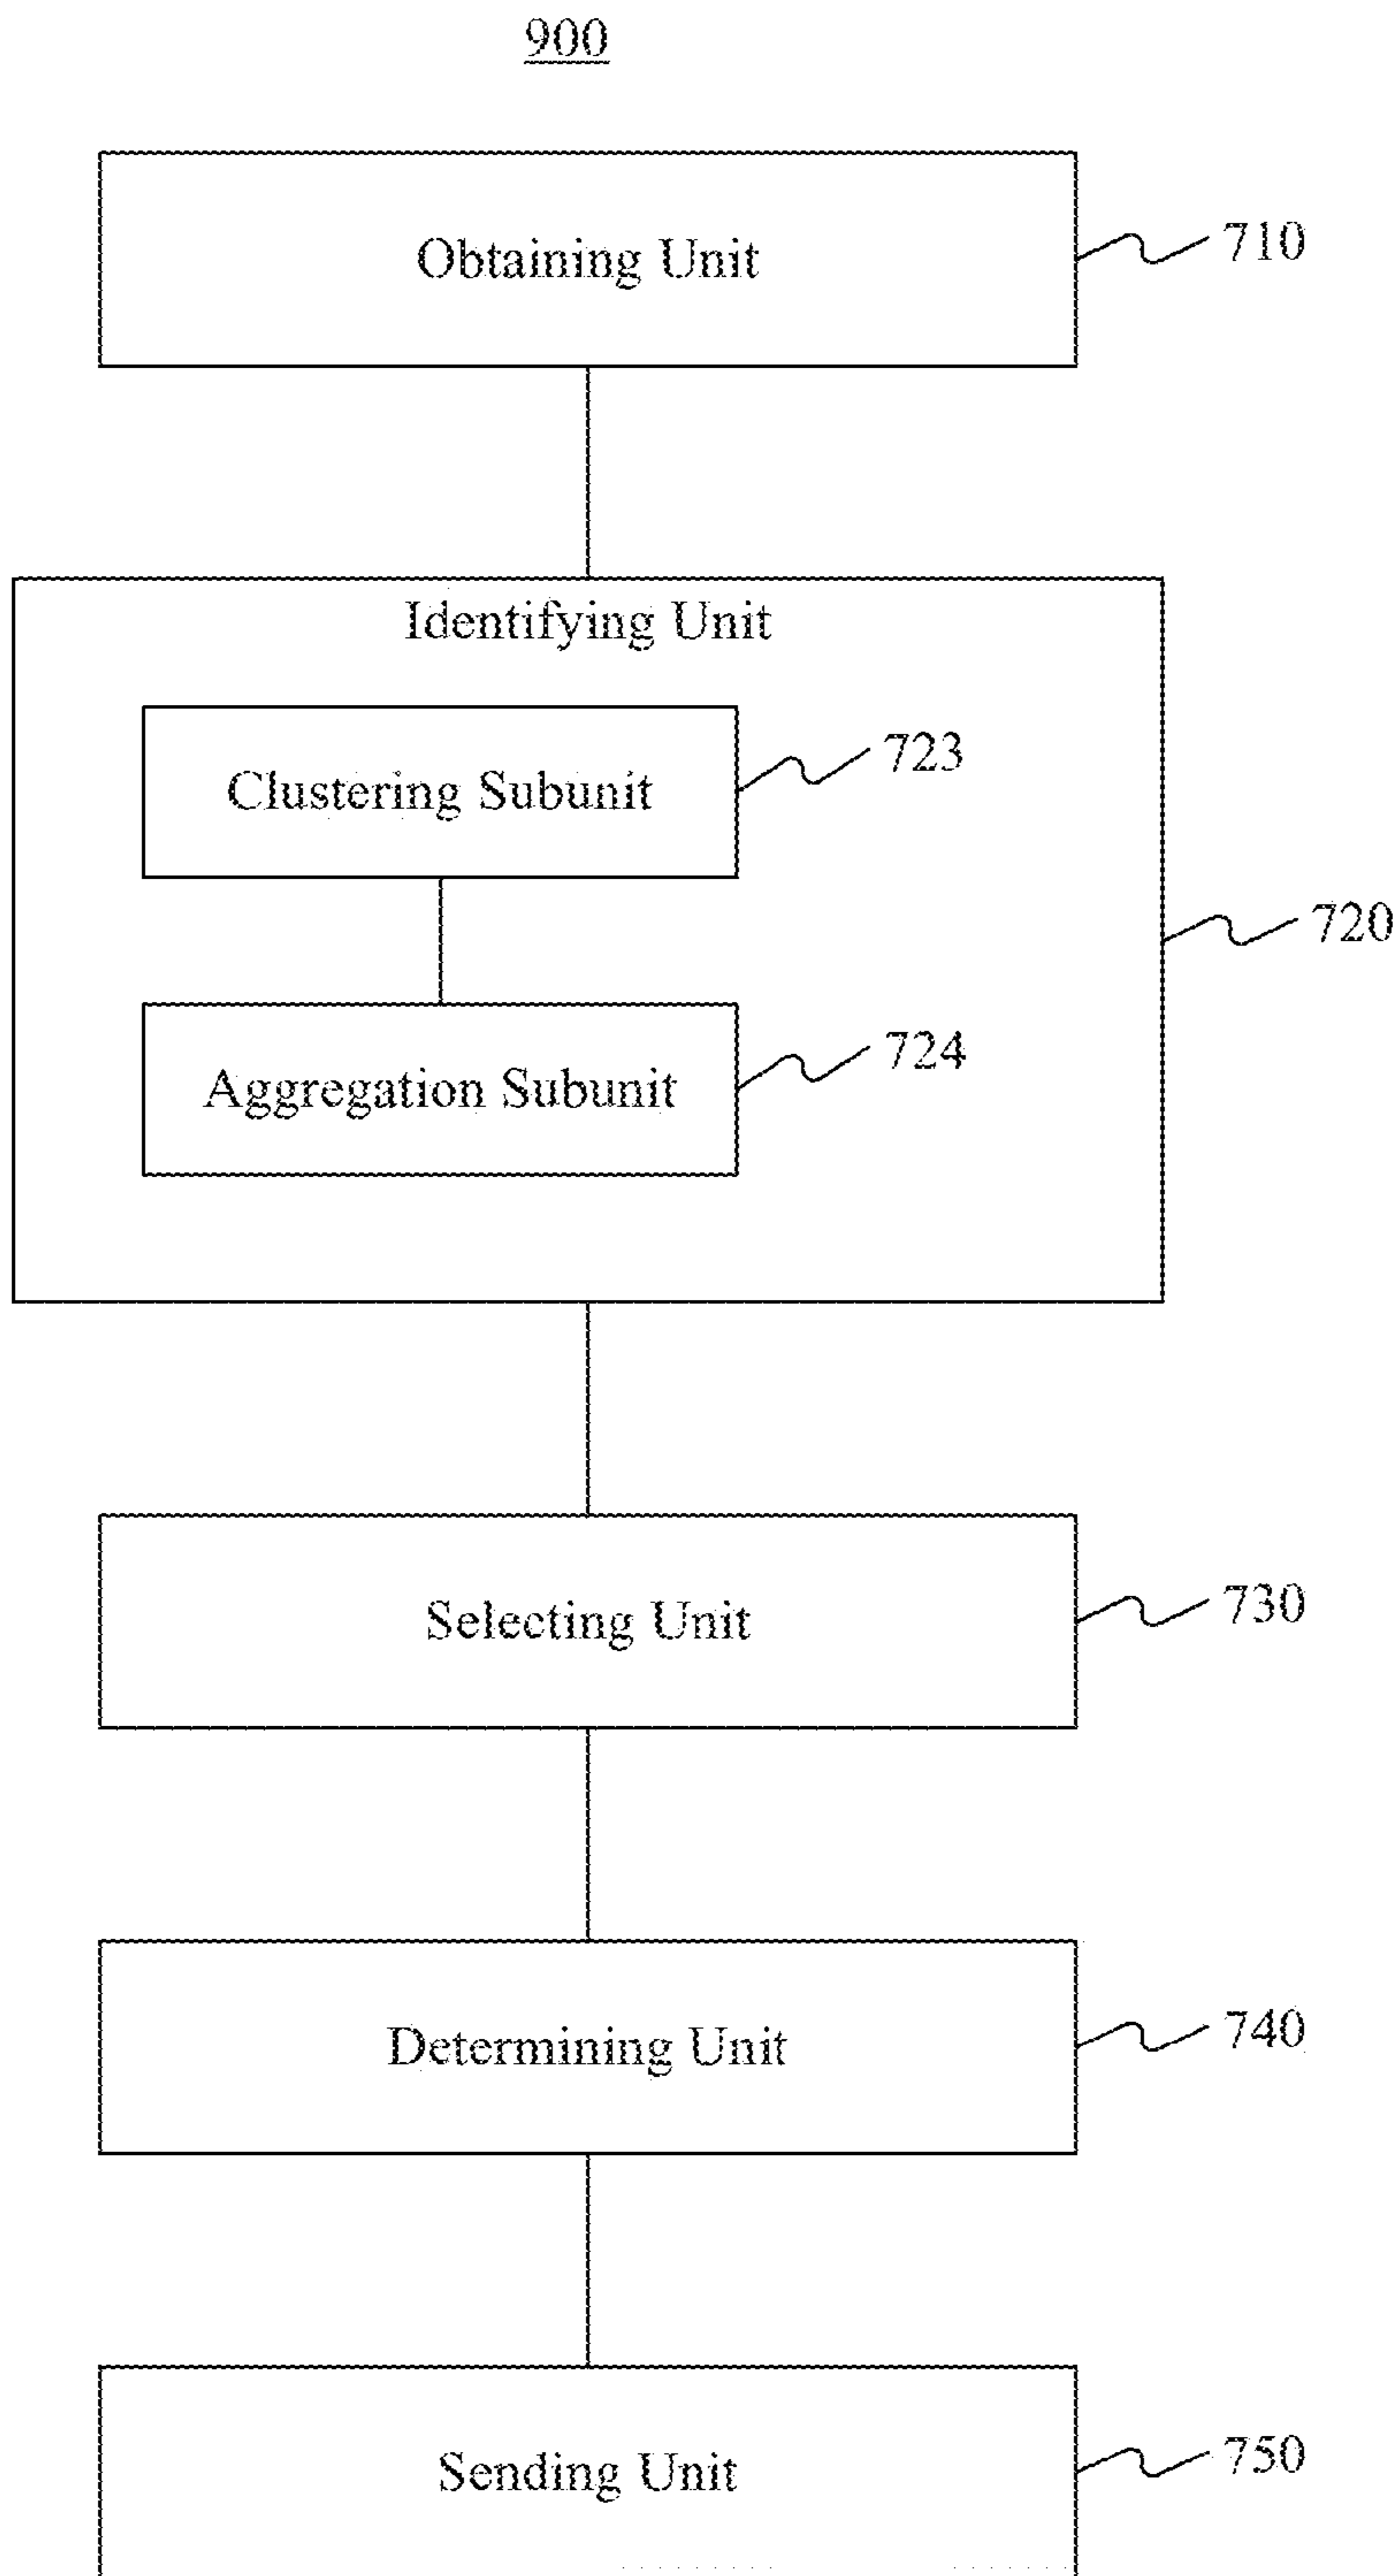 900
Obtaining Unit
710
Identifying Unit
Clustering Subunit
723
720
Aggregation Subunit
724
Selecting Unit
730
Determining Unit
740
Sending Unit
750